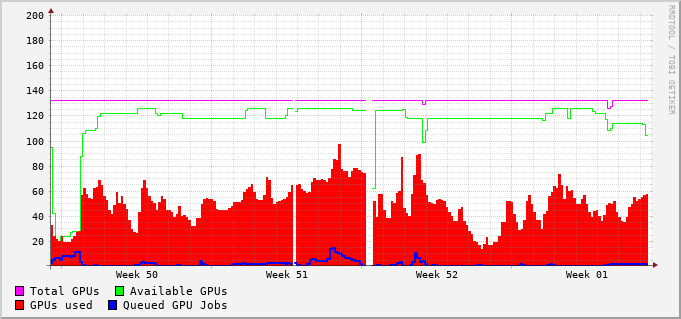 200
180
160
140
120
100
80
60
40
20
Week 50 Week 51 Week 52 Week 01
Total GPUs Available GPUs
GPUs used Queued GPU Jobs
RRDTOOL / TOBI OETIKER